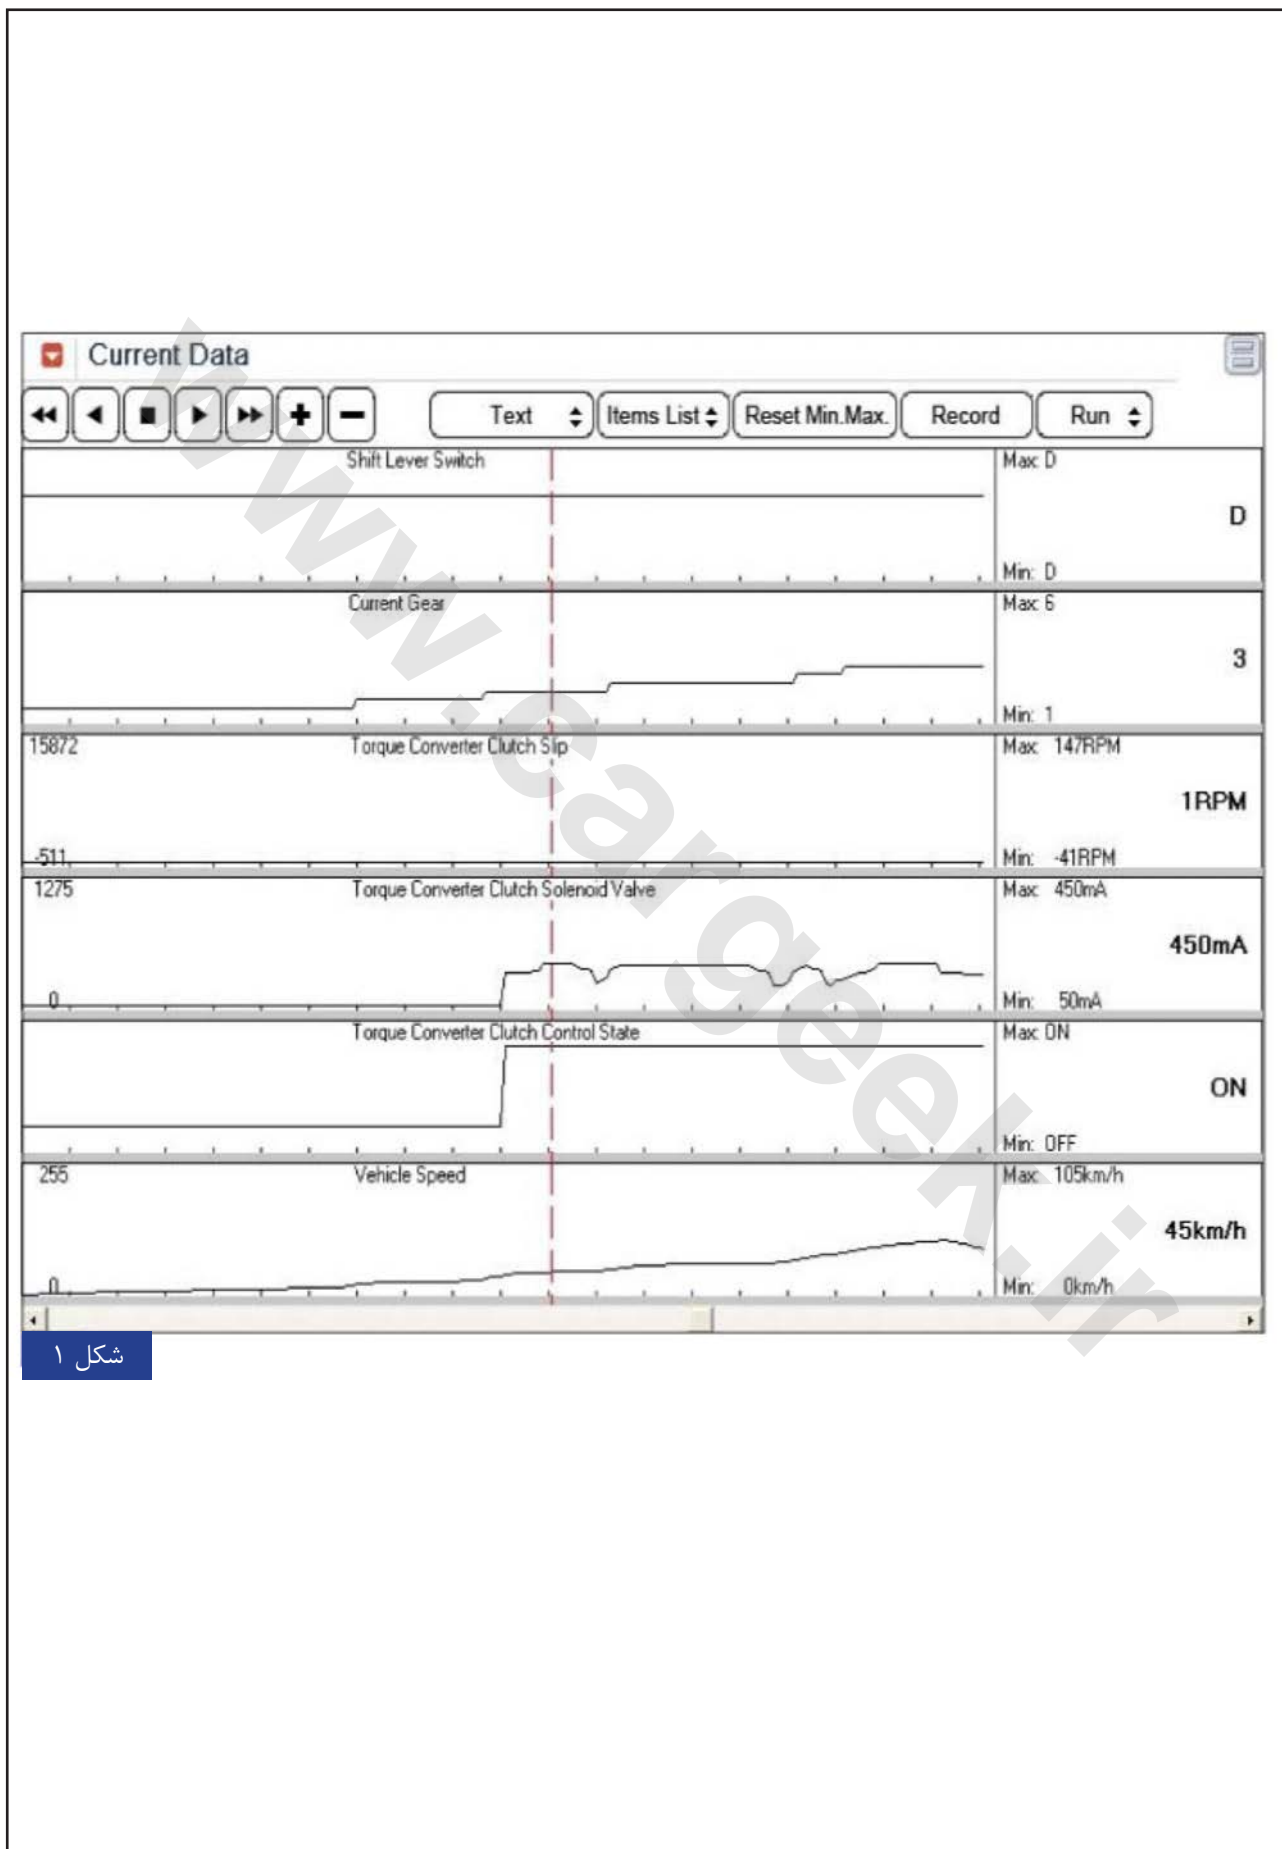 Current Data
Text Items List Reset Min.Max. Record Run
Shift Lever Switch
Max: D
D
Min: D
Current Gear
Max: 6
3
Min: 1
15872
Torque Converter Clutch Slip
Max: 147RPM
1RPM
-511
Min: -41RPM
1275
Torque Converter Clutch Solenoid Valve
Max: 450mA
450mA
0
Min: 50mA
Torque Converter Clutch Control State
Max: ON
ON
Min: OFF
255
Vehicle Speed
Max: 105km/h
45km/h
0
Min: 0km/h
شکل ۱
www.cargeek.ir